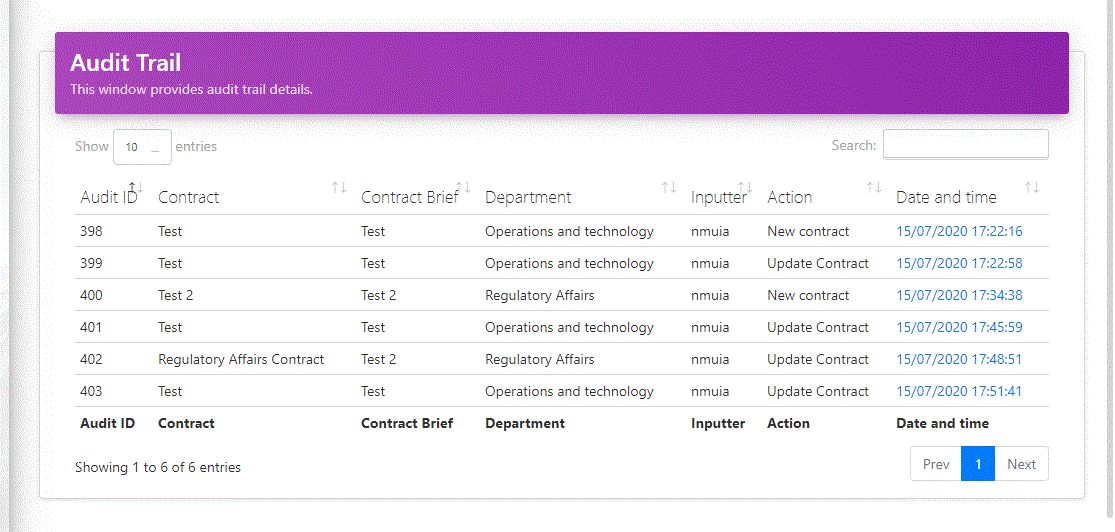 Audit Trail
This window provides audit trail details.
Show 10 ... entries Search:
Audit ID Contract Contract Brief Department Inputter Action Date and time
398 Test Test Operations and technology nmuia New contract 15/07/2020 17:22:16
399 Test Test Operations and technology nmuia Update Contract 15/07/2020 17:22:58
400 Test 2 Test 2 Regulatory Affairs nmuia New contract 15/07/2020 17:34:38
401 Test Test Operations and technology nmuia Update Contract 15/07/2020 17:45:59
402 Regulatory Affairs Contract Test 2 Regulatory Affairs nmuia Update Contract 15/07/2020 17:48:51
403 Test Test Operations and technology nmuia Update Contract 15/07/2020 17:51:41
Audit ID Contract Contract Brief Department Inputter Action Date and time
Showing 1 to 6 of 6 entries Prev 1 Next